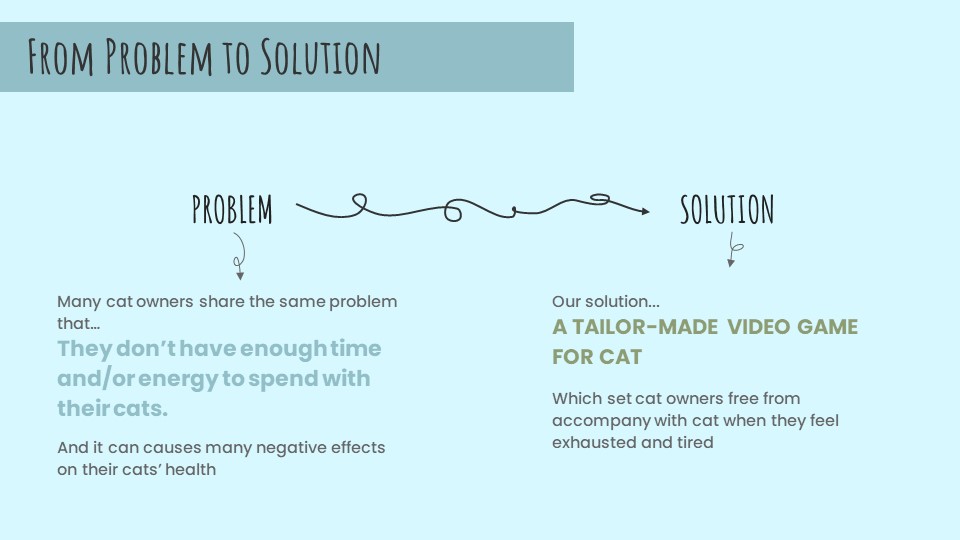 From Problem to Solution
PROBLEM
SOLUTION
Many cat owners share the same problem
that...
They don't have enough time
and/or energy to spend with
their cats.
And it can causes many negative effects
on their cats' health
Our solution...
A TAILOR-MADE VIDEO GAME
FOR CAT
Which set cat owners free from
accompany with cat when they feel
exhausted and tired